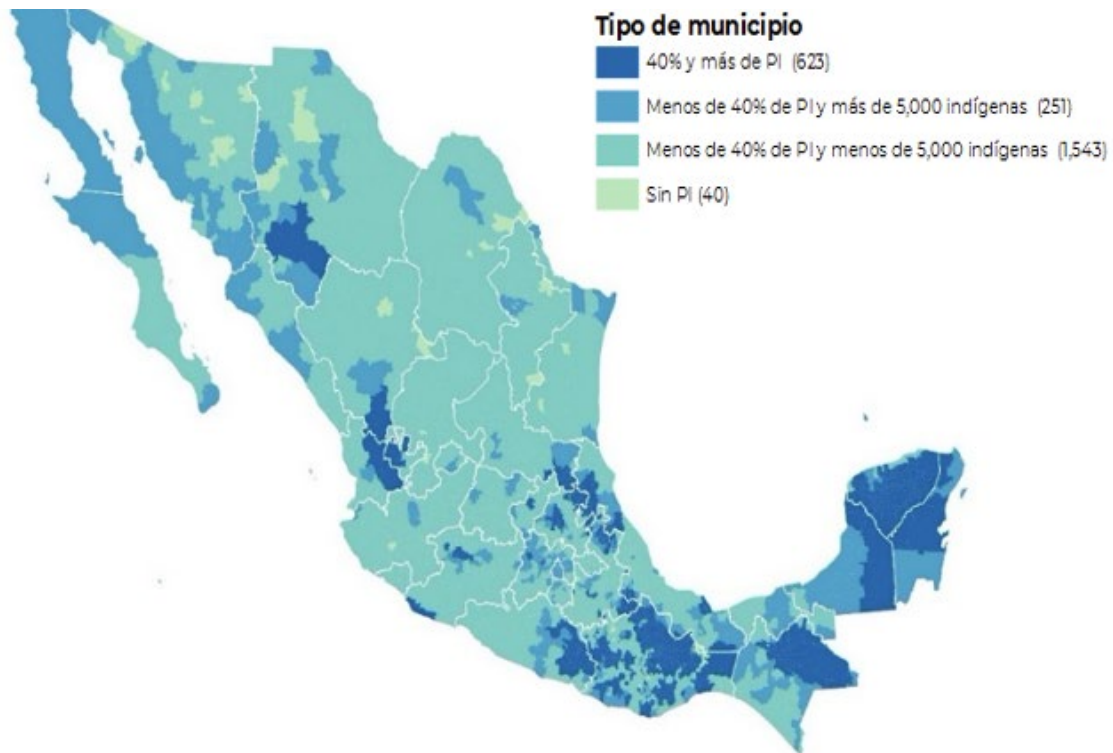 Tipo de municipio
40% y más de PI (623)
Menos de 40% de PI y más de 5,000 indígenas (251)
Menos de 40% de PI y menos de 5,000 indígenas (1,543)
Sin PI (40)